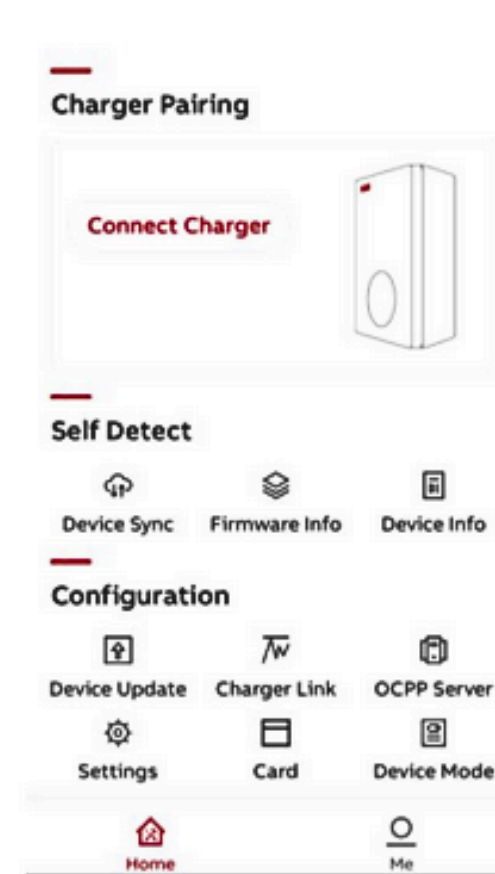 Charger Pairing
Connect Charger
Self Detect
Device Sync Firmware Info Device Info
Configuration
Device Update Charger Link OCPP Server
Settings Card Device Mode
Home Me